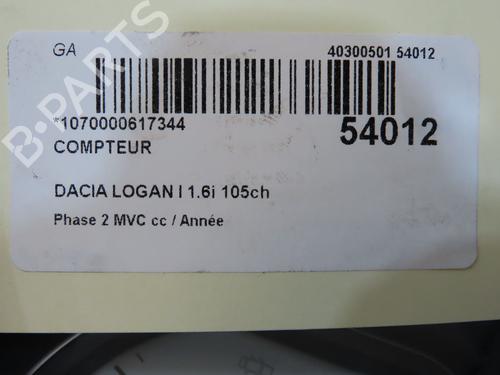 GA
40300501 54012
*1070000617344
54012
COMPTEUR
DACIA LOGAN I 1.6i 105ch
Phase 2 MVC cc / Année
B-PARTS